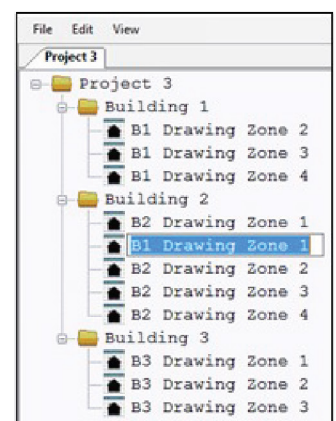 File Edit View
Project 3
Project 3
Building 1
B1 Drawing Zone 2
B1 Drawing Zone 3
B1 Drawing Zone 4
Building 2
B2 Drawing Zone 1
B1 Drawing Zone 1
B2 Drawing Zone 2
B2 Drawing Zone 3
B2 Drawing Zone 4
Building 3
B3 Drawing Zone 1
B3 Drawing Zone 2
B3 Drawing Zone 3